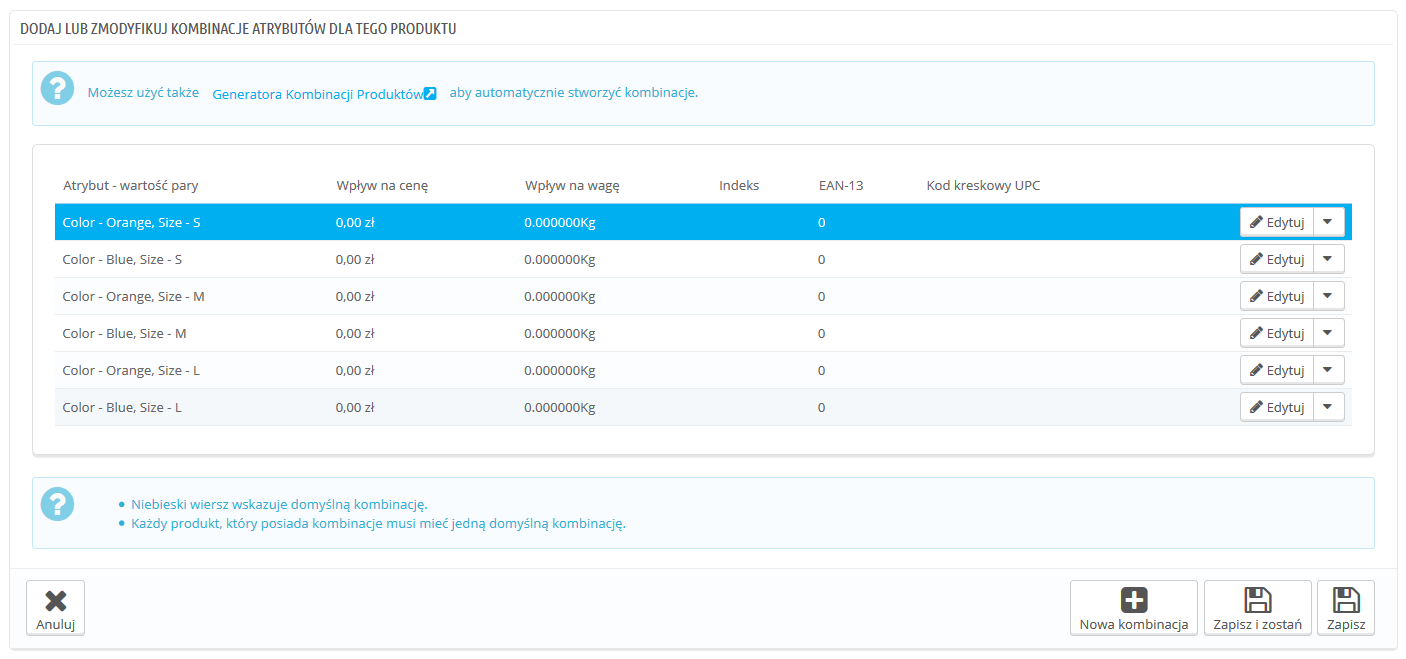 DODAJ LUB ZMODYFIKUJ KOMBINACJE ATRYBUTÓW DLA TEGO PRODUKTU
Możesz użyć także Generatora Kombinacji Produktów aby automatycznie stworzyć kombinacje.
Atrybut - wartość pary Wpływ na cenę Wpływ na wagę Indeks EAN-13 Kod kreskowy UPC
Color - Orange, Size - S 0,00 zł 0.000000Kg 0 Edytuj
Color - Blue, Size - S 0,00 zł 0.000000Kg 0 Edytuj
Color - Orange, Size - M 0,00 zł 0.000000Kg 0 Edytuj
Color - Blue, Size - M 0,00 zł 0.000000Kg 0 Edytuj
Color - Orange, Size - L 0,00 zł 0.000000Kg 0 Edytuj
Color - Blue, Size - L 0,00 zł 0.000000Kg 0 Edytuj
Niebieski wiersz wskazuje domyślną kombinację.
Każdy produkt, który posiada kombinacje musi mieć jedną domyślną kombinację.
Anuluj Nowa kombinacja Zapisz i zostań Zapisz